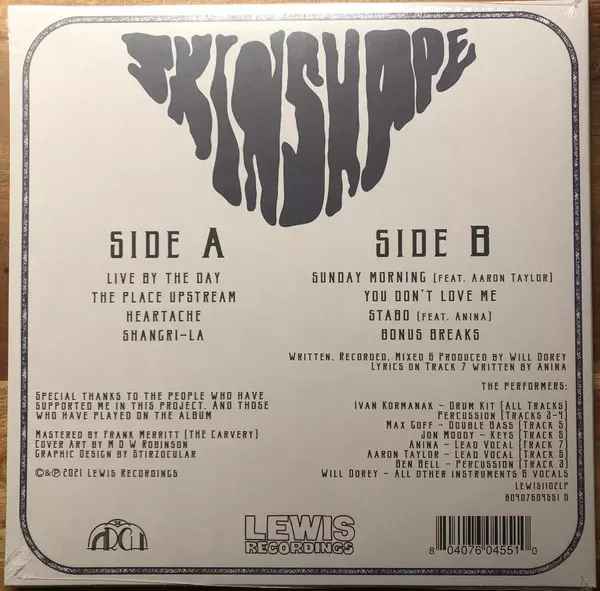 SKINSHAPE
SIDE A
LIVE BY THE DAY
THE PLACE UPSTREAM
HEARTACHE
SHANGRI-LA
SIDE B
SUNDAY MORNING (FEAT. AARON TAYLOR)
YOU DON'T LOVE ME
STABO (FEAT. ANINA)
BONUS BREAKS
WRITTEN, RECORDED, MIXED & PRODUCED BY WILL DOREY
LYRICS ON TRACK 7 WRITTEN BY ANINA
SPECIAL THANKS TO THE PEOPLE WHO HAVE
SUPPORTED ME IN THIS PROJECT. AND THOSE
WHO HAVE PLAYED ON THE ALBUM
MASTERED BY FRANK MERRITT (THE CARVERY)
COVER ART BY M D W ROBINSON
GRAPHIC DESIGN BY STIRZOCULAR
©&℗ 2021 LEWIS RECORDINGS
THE PERFORMERS:
IVAN KORMANAK – DRUM KIT (ALL TRACKS)
PERCUSSION (TRACKS 3-4)
MAX GOFF – DOUBLE BASS (TRACK 5)
JON MOODY – KEYS (TRACK 5)
ANINA – LEAD VOCAL (TRACK 7)
AARON TAYLOR – LEAD VOCAL (TRACK 5)
BEN BELL – PERCUSSION (TRACK 3)
WILL DOREY – ALL OTHER INSTRUMENTS & VOCALS
LEWIS1102LP
80407604551 0
LEWIS
RECORDINGS
8 04076 04551 0